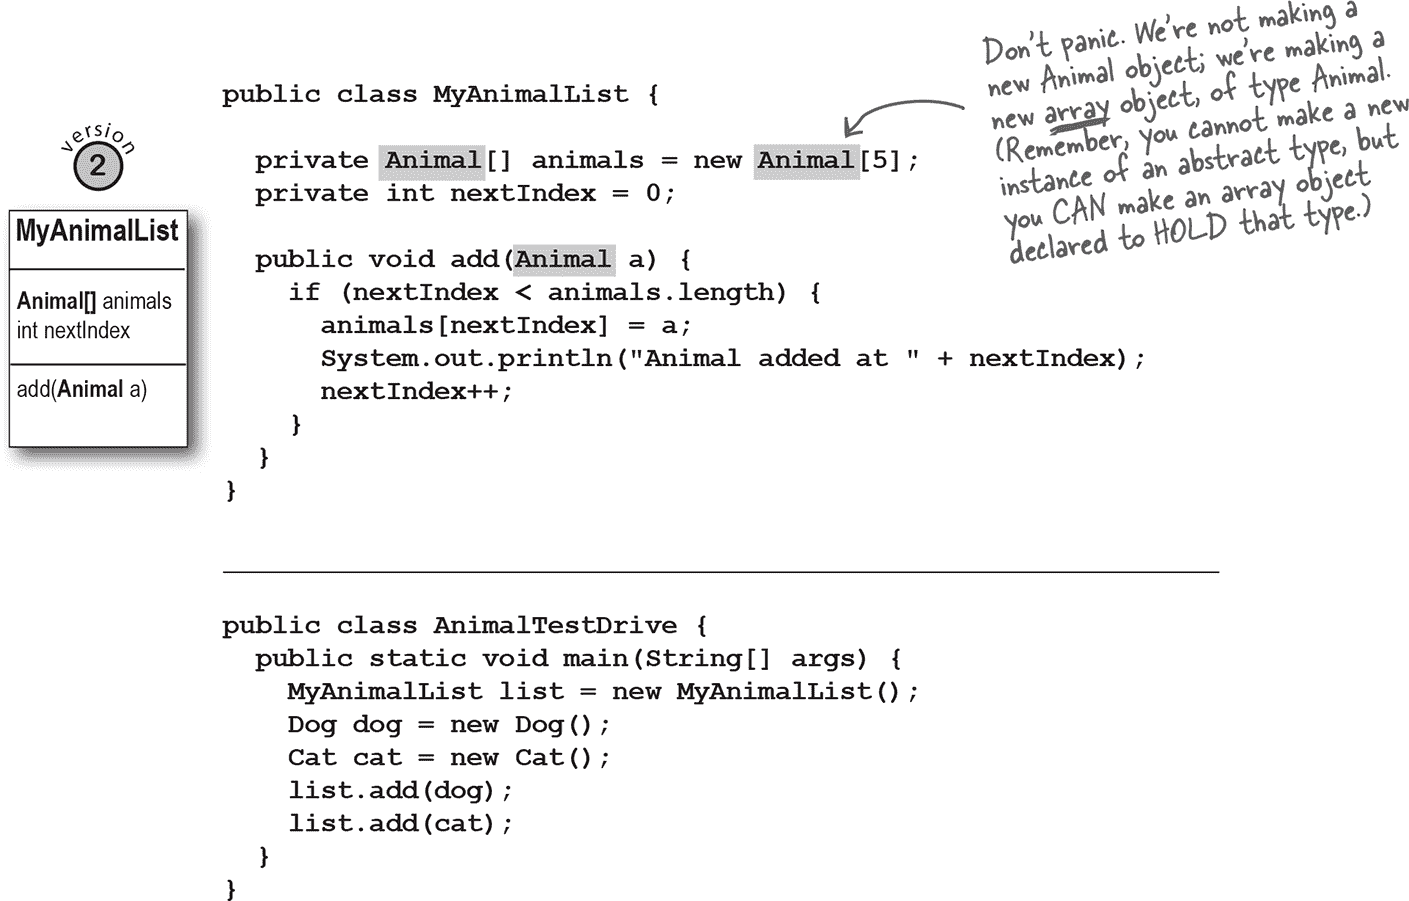 Don't panic. We're not making a
new Animal object; we're making a
new array object, of type Animal.
(Remember, you cannot make a new
instance of an abstract type, but
you CAN make an array object
declared to HOLD that type.)
version
2
MyAnimalList
Animal[] animals
int nextIndex
add(Animal a)
public class MyAnimalList {
private Animal[] animals = new Animal[5];
private int nextIndex = 0;
public void add(Animal a) {
if (nextIndex < animals.length) {
animals[nextIndex] = a;
System.out.println("Animal added at " + nextIndex);
nextIndex++;
}
}
}
public class AnimalTestDrive {
public static void main(String[] args) {
MyAnimalList list = new MyAnimalList();
Dog dog = new Dog();
Cat cat = new Cat();
list.add(dog);
list.add(cat);
}
}